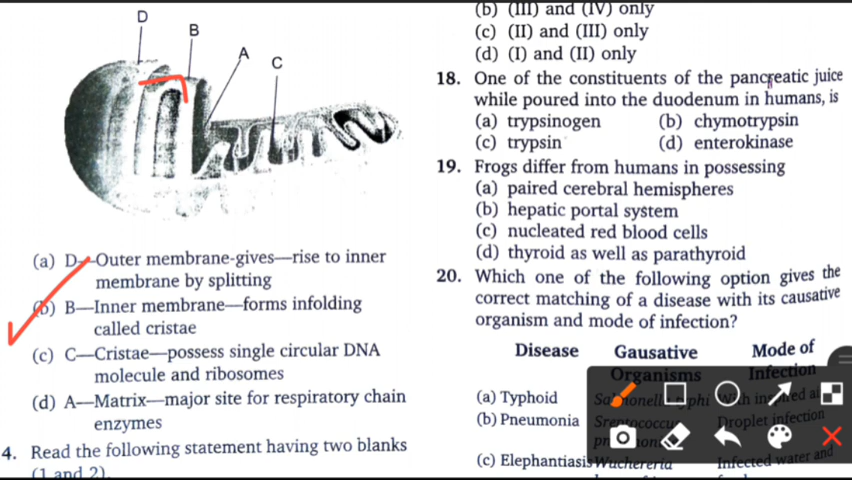 D
B
A
C
(a) D—Outer membrane-gives—rise to inner
membrane by splitting
(b) B—Inner membrane—forms infolding
called cristae
(c) C—Cristae—possess single circular DNA
molecule and ribosomes
(d) A—Matrix—major site for respiratory chain
enzymes
4. Read the following statement having two blanks
(1 and 2).
(b) (III) and (IV) only
(c) (II) and (III) only
(d) (I) and (II) only
18. One of the constituents of the pancreatic juice
while poured into the duodenum in humans, is
(a) trypsinogen (b) chymotrypsin
(c) trypsin (d) enterokinase
19. Frogs differ from humans in possessing
(a) paired cerebral hemispheres
(b) hepatic portal system
(c) nucleated red blood cells
(d) thyroid as well as parathyroid
20. Which one of the following option gives the
correct matching of a disease with its causative
organism and mode of infection?
Disease Gausative Mode of
Organisms Infection
(a) Typhoid With
(b) Pneumonia Droplet infection
(c) Elephantiasis Wuchereria Infected water and